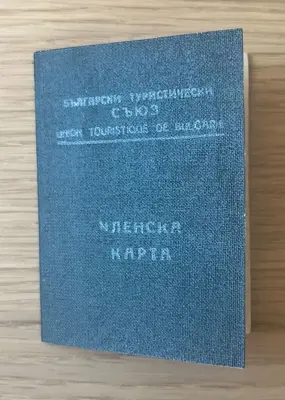 БЪЛГАРСКИ ТУРИСТИЧЕСКИ
СЪЮЗ
UNION TOURISTIQUE DE BULGARIE
ЧЛЕНСКА
КАРТА